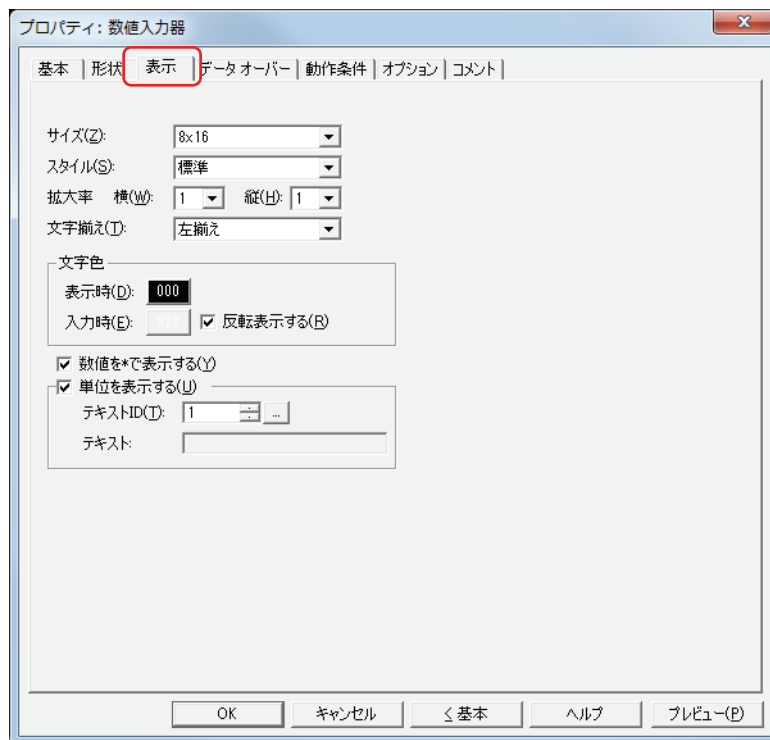 プロパティ: 数値入力器
基本 形状 表示 データ オーバー 動作条件 オプション コメント
サイズ(Z): 8x16
スタイル(S): 標準
拡大率 横(W): 1 縦(H): 1
文字揃え(T): 左揃え
文字色
表示時(D): 000
入力時(E): 反転表示する(R)
数値を*で表示する(Y)
単位を表示する(U)
テキストID(T): 1 ...
テキスト:
OK キャンセル < 基本 ヘルプ プレビュー(P)